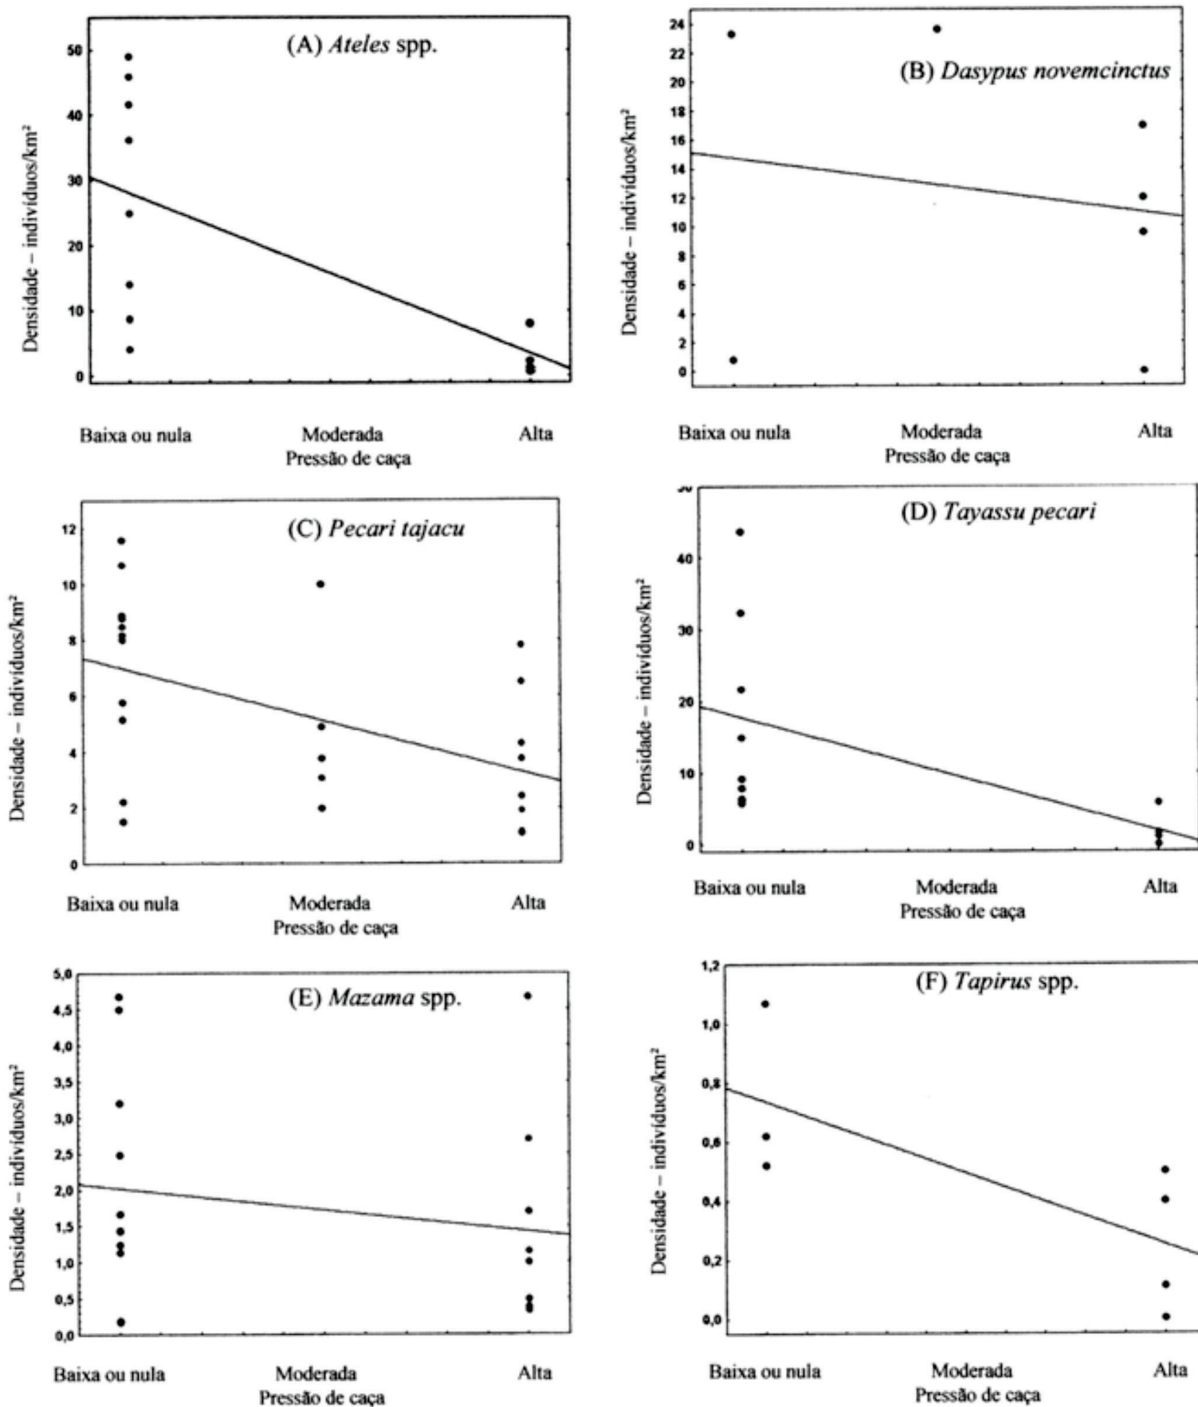 (A) Ateles spp.
Densidade – indivíduos/km²
50
40
30
20
10
0
Baixa ou nula Moderada Alta
Pressão de caça
(B) Dasypus novemcinctus
Densidade – indivíduos/km²
24
22
20
18
16
14
12
10
8
6
4
2
0
Baixa ou nula Moderada Alta
Pressão de caça
(C) Pecari tajacu
Densidade – indivíduos/km²
12
10
8
6
4
2
0
Baixa ou nula Moderada Alta
Pressão de caça
(D) Tayassu pecari
Densidade – indivíduos/km²
50
40
30
20
10
0
Baixa ou nula Moderada Alta
Pressão de caça
(E) Mazama spp.
Densidade – indivíduos/km²
5,0
4,5
4,0
3,5
3,0
2,5
2,0
1,5
1,0
0,5
0,0
Baixa ou nula Moderada Alta
Pressão de caça
(F) Tapirus spp.
Densidade – indivíduos/km²
1,2
1,0
0,8
0,6
0,4
0,2
0,0
Baixa ou nula Moderada Alta
Pressão de caça